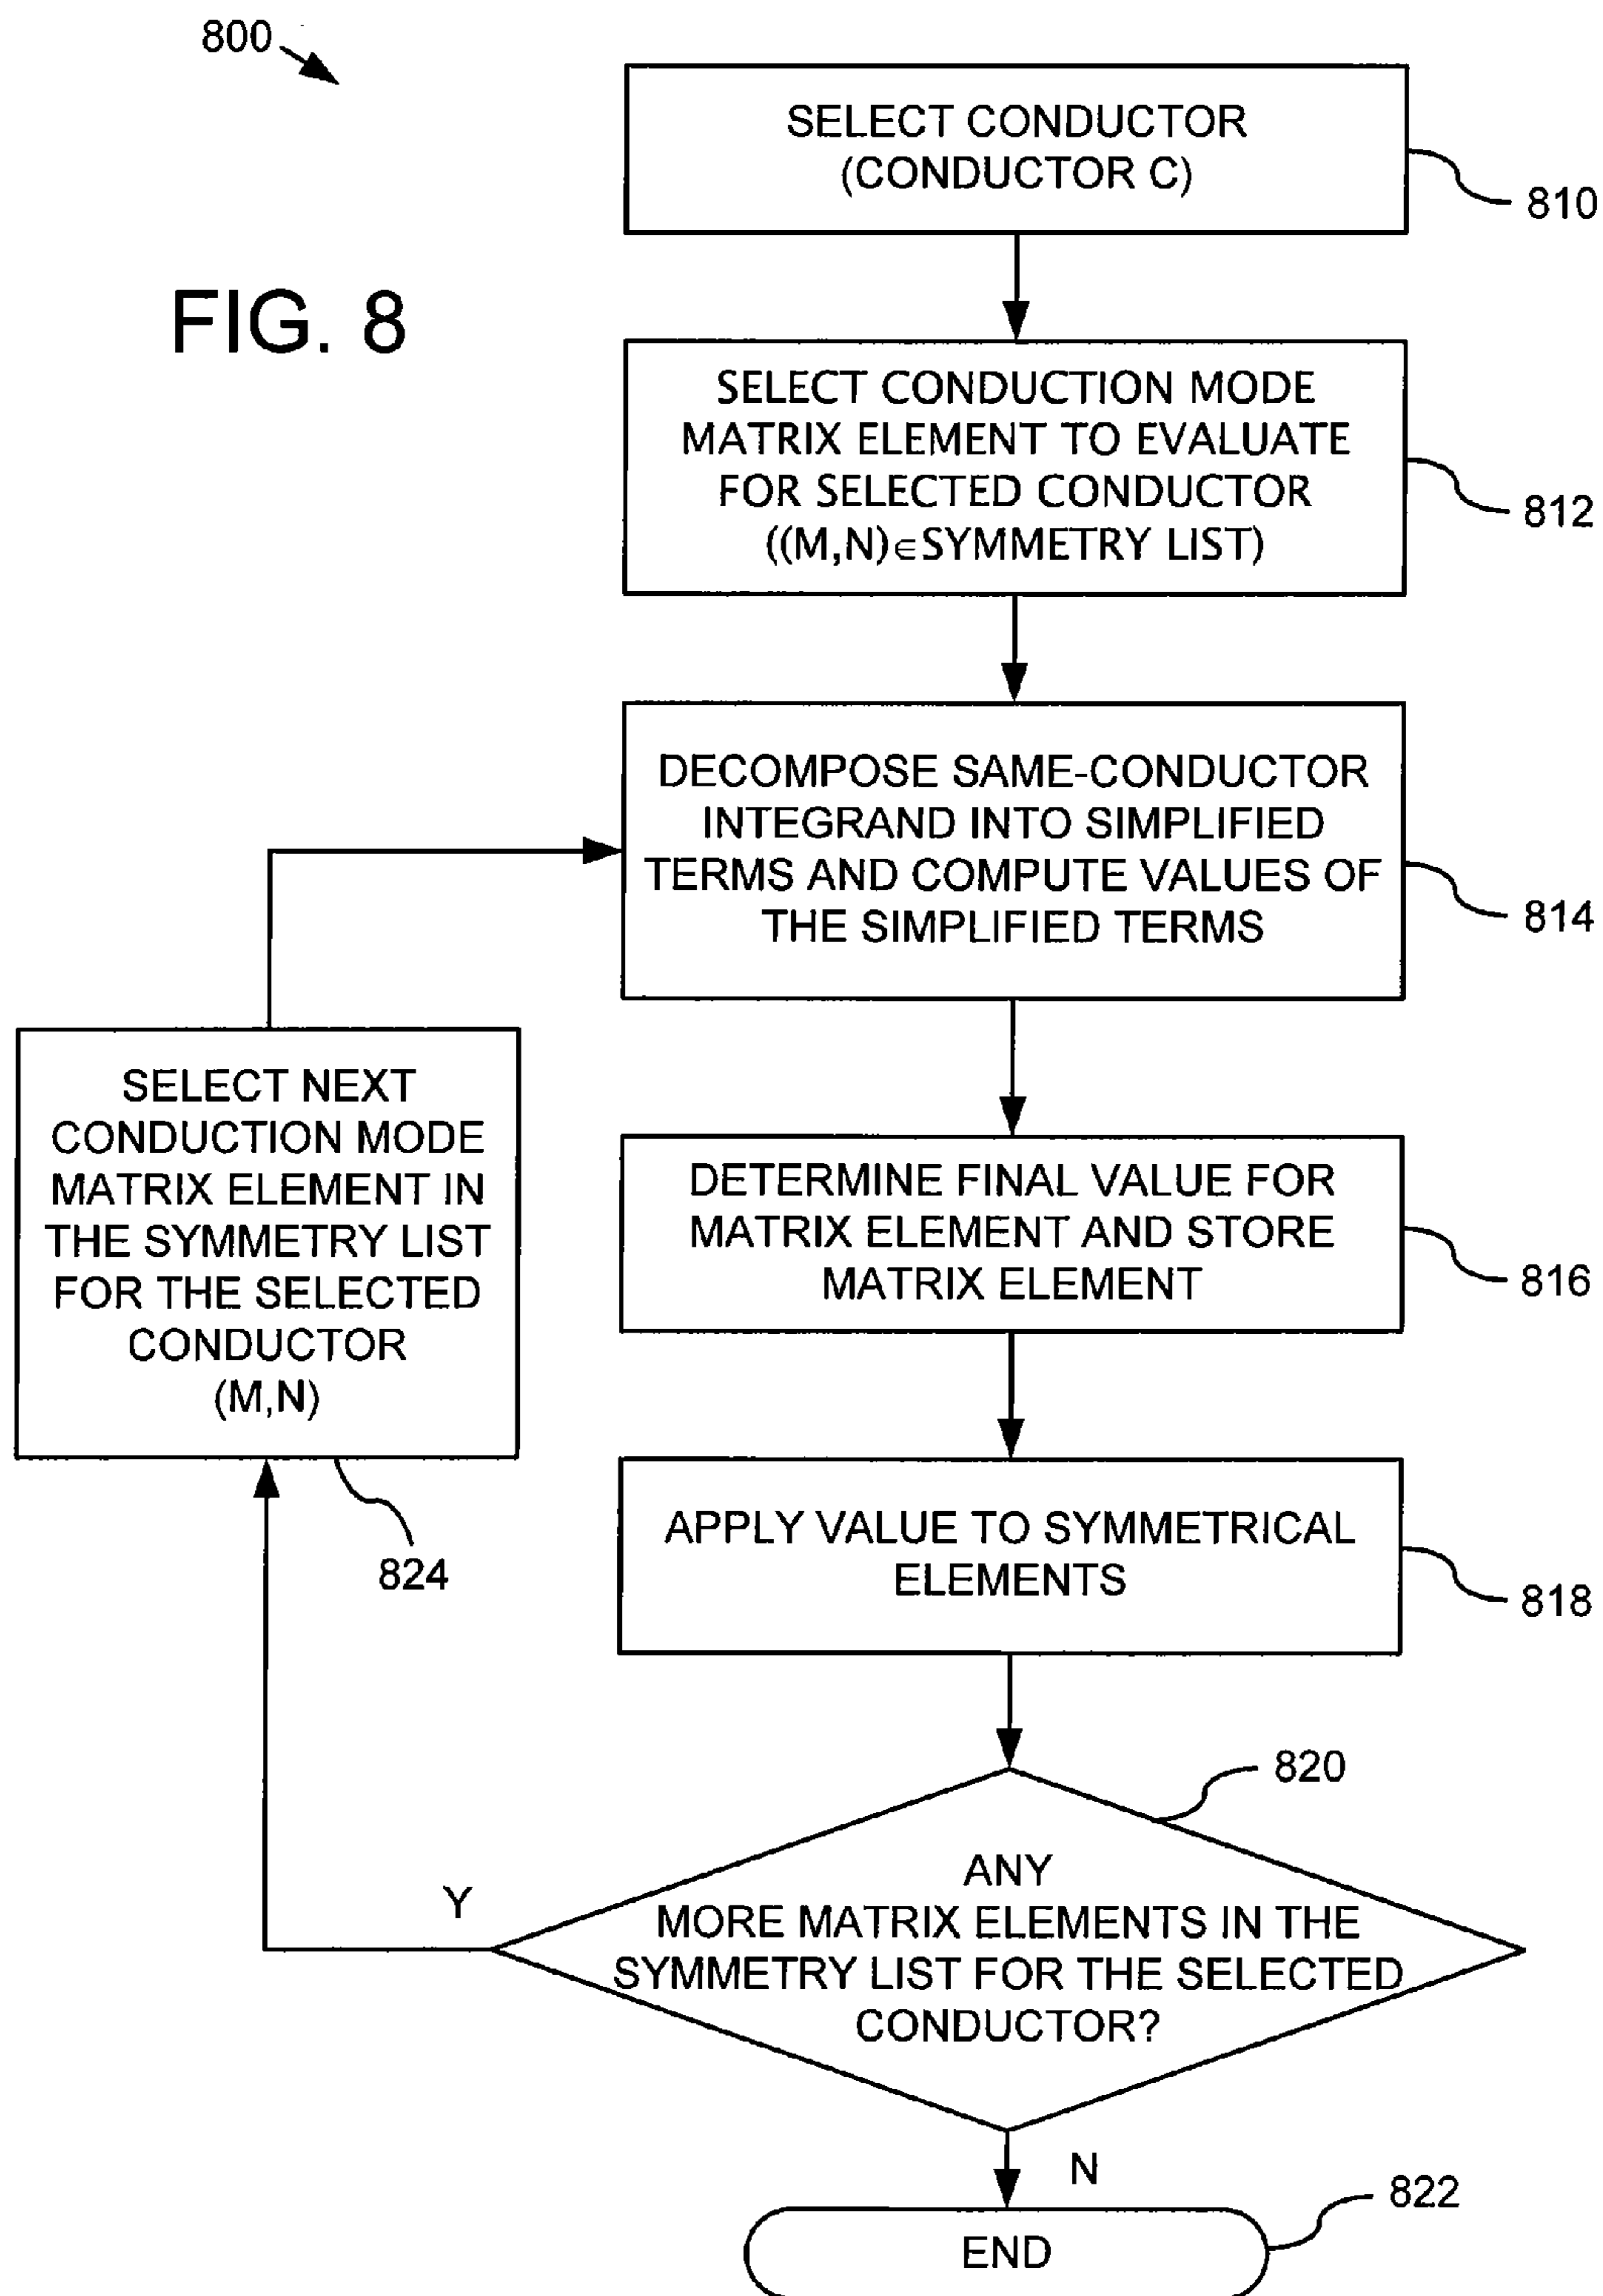 800
SELECT CONDUCTOR
(CONDUCTOR C)
810
FIG. 8
SELECT CONDUCTION MODE
MATRIX ELEMENT TO EVALUATE
FOR SELECTED CONDUCTOR
((M,N)∈SYMMETRY LIST)
812
DECOMPOSE SAME-CONDUCTOR
INTEGRAND INTO SIMPLIFIED
TERMS AND COMPUTE VALUES OF
THE SIMPLIFIED TERMS
814
SELECT NEXT
CONDUCTION MODE
MATRIX ELEMENT IN
THE SYMMETRY LIST
FOR THE SELECTED
CONDUCTOR
(M,N)
824
DETERMINE FINAL VALUE FOR
MATRIX ELEMENT AND STORE
MATRIX ELEMENT
816
APPLY VALUE TO SYMMETRICAL
ELEMENTS
818
820
ANY
MORE MATRIX ELEMENTS IN THE
SYMMETRY LIST FOR THE SELECTED
CONDUCTOR?
Y
N
822
END